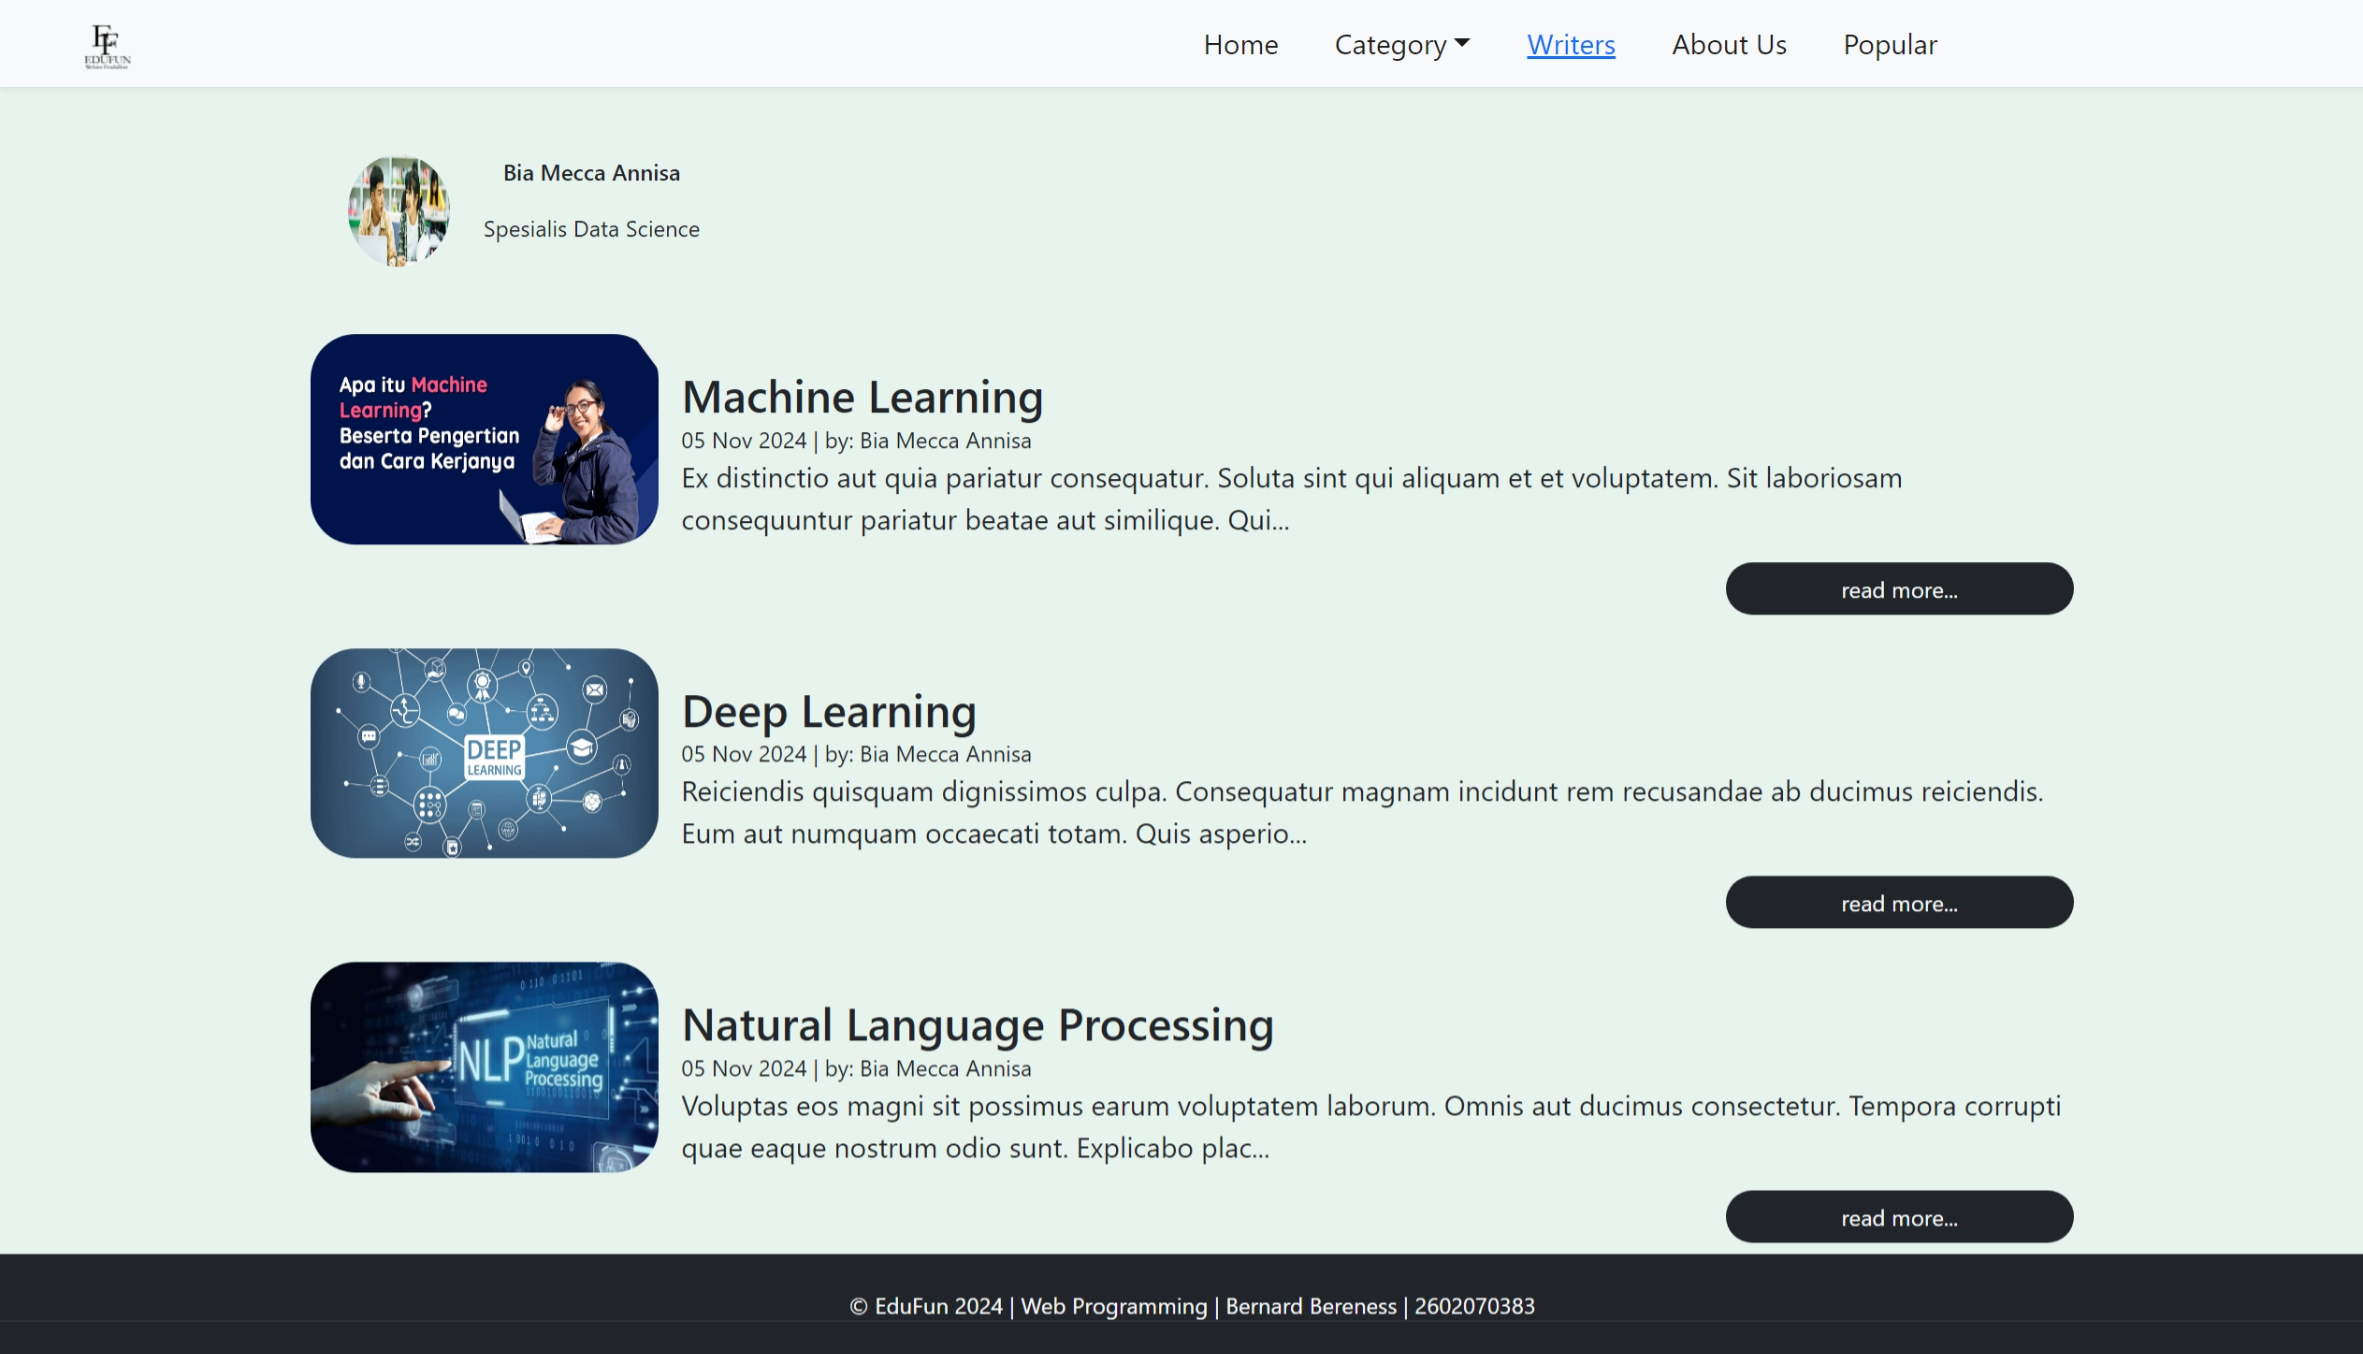 EF
EDUFUN
Home Category Writers About Us Popular
Bia Mecca Annisa
Spesialis Data Science
Apa itu Machine
Learning?
Beserta Pengertian
dan Cara Kerjanya
Machine Learning
05 Nov 2024 | by: Bia Mecca Annisa
Ex distinctio aut quia pariatur consequatur. Soluta sint qui aliquam et et voluptatem. Sit laboriosam
consequuntur pariatur beatae aut similique. Qui...
read more...
DEEP
LEARNING
Deep Learning
05 Nov 2024 | by: Bia Mecca Annisa
Reiciendis quisquam dignissimos culpa. Consequatur magnam incidunt rem recusandae ab ducimus reiciendis.
Eum aut numquam occaecati totam. Quis asperio...
read more...
NLP
Natural
Language
Processing
Natural Language Processing
05 Nov 2024 | by: Bia Mecca Annisa
Voluptas eos magni sit possimus earum voluptatem laborum. Omnis aut ducimus consectetur. Tempora corrupti
quae eaque nostrum odio sunt. Explicabo plac...
read more...
© EduFun 2024 | Web Programming | Bernard Bereness | 2602070383